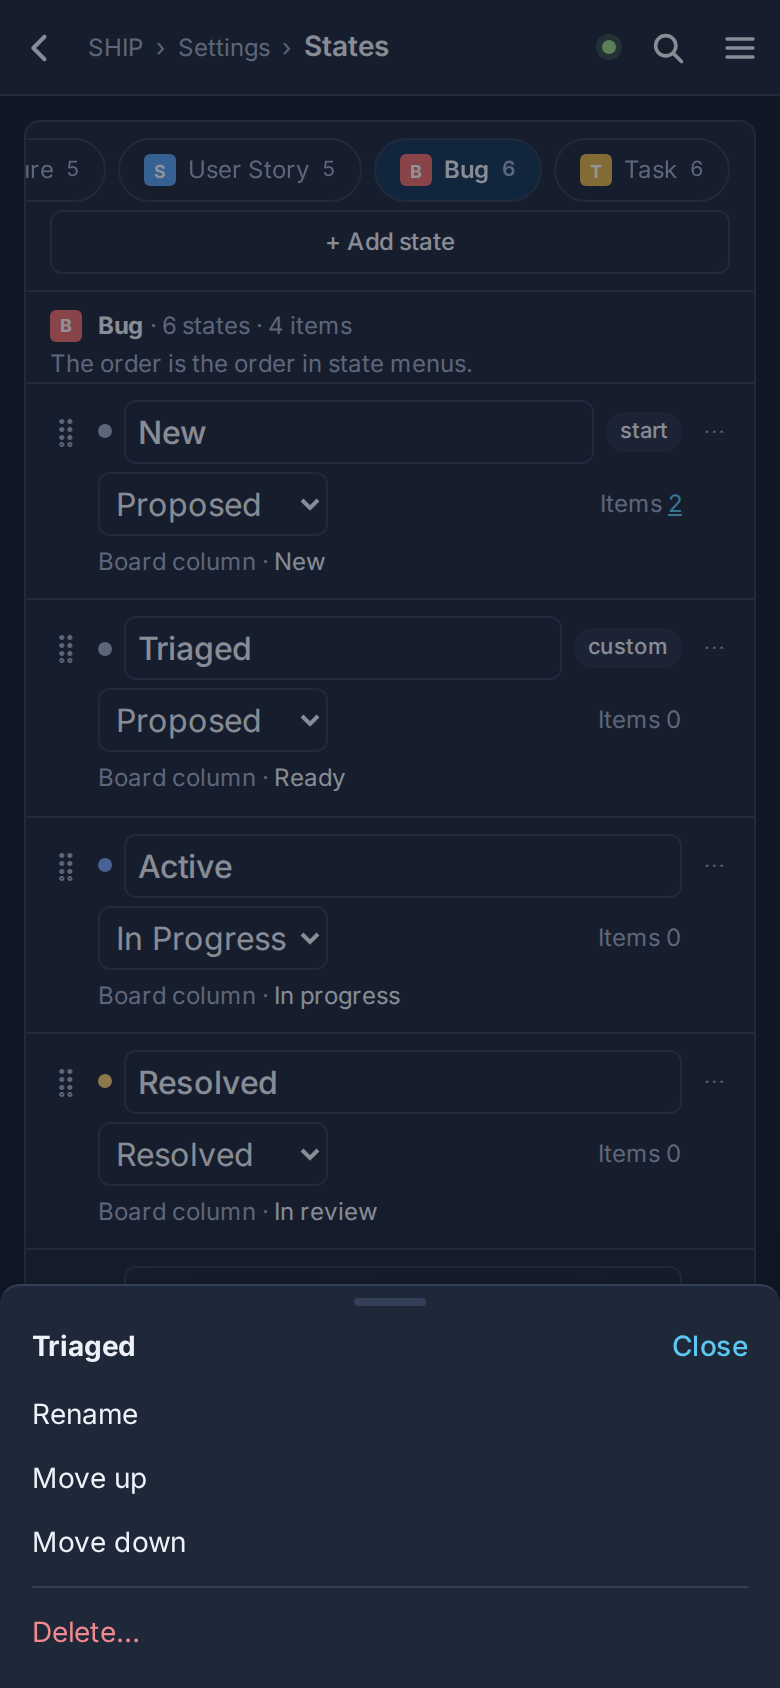 SHIP › Settings › States
ure 5 S User Story 5 B Bug 6 T Task 6
+ Add state
B Bug · 6 states · 4 items
The order is the order in state menus.
New start ...
Proposed Items 2
Board column · New
Triaged custom ...
Proposed Items 0
Board column · Ready
Active ...
In Progress Items 0
Board column · In progress
Resolved ...
Resolved Items 0
Board column · In review
Triaged Close
Rename
Move up
Move down
Delete...